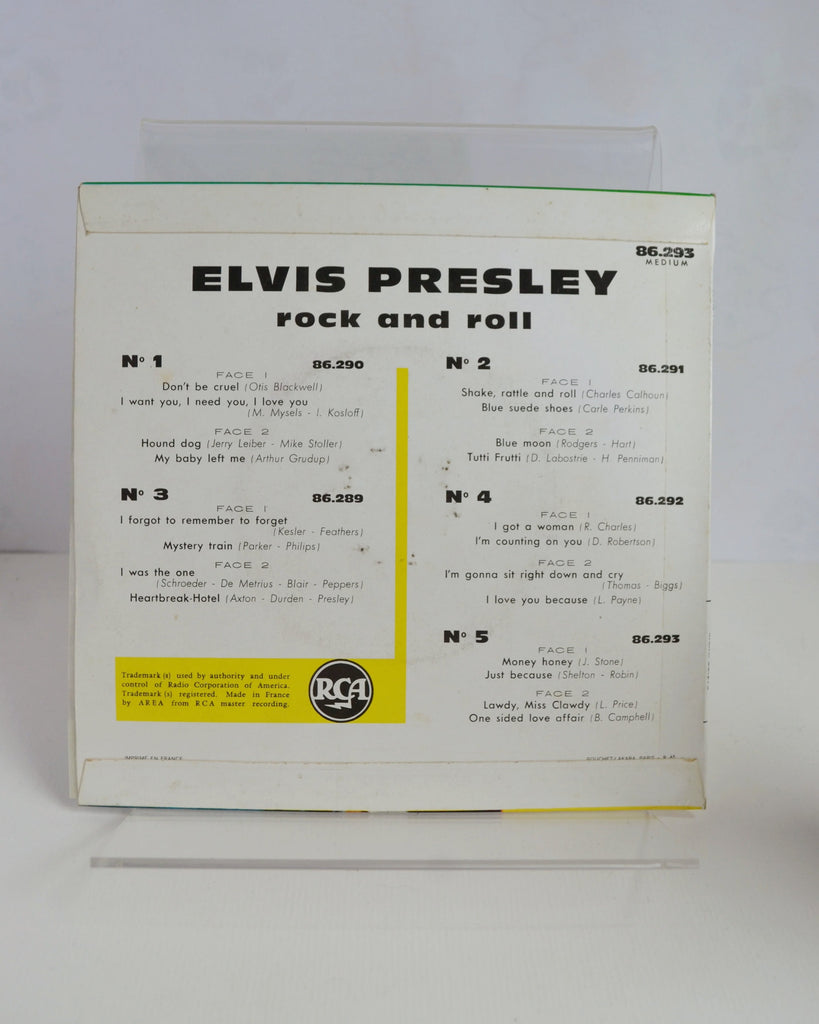 86.293
MEDIUM
ELVIS PRESLEY
rock and roll
Nº 1 86.290
FACE 1
Don't be cruel (Otis Blackwell)
I want you, I need you, I love you
(M. Mysels - I. Kosloff)
FACE 2
Hound dog (Jerry Leiber - Mike Stoller)
My baby left me (Arthur Grudup)
Nº 3 86.289
FACE 1
I forgot to remember to forget
(Kesler - Feathers)
Mystery train (Parker - Philips)
FACE 2
I was the one
(Schroeder - De Metrius - Blair - Peppers)
Heartbreak-Hotel (Axton - Durden - Presley)
Trademark (s) used by authority and under
control of Radio Corporation of America.
Trademark (s) registered. Made in France
by AREA from RCA master recording.
RCA
Nº 2 86.291
FACE 1
Shake, rattle and roll (Charles Calhoun)
Blue suede shoes (Carle Perkins)
FACE 2
Blue moon (Rodgers - Hart)
Tutti Frutti (D. Labostrie - H. Penniman)
Nº 4 86.292
FACE 1
I got a woman (R. Charles)
I'm counting on you (D. Robertson)
FACE 2
I'm gonna sit right down and cry
(Thomas - Biggs)
I love you because (L. Payne)
Nº 5 86.293
FACE 1
Money honey (J. Stone)
Just because (Shelton - Robin)
FACE 2
Lawdy, Miss Clawdy (L. Price)
One sided love affair (B. Campbell)
IMPRIMÉ EN FRANCE